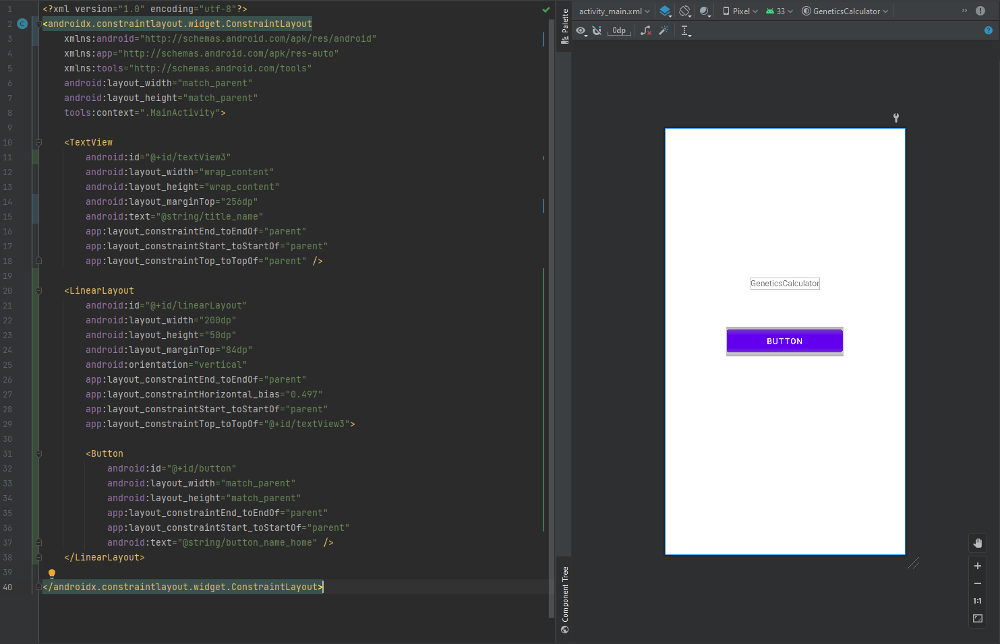 1 <?xml version="1.0" encoding="utf-8"?>
2 <androidx.constraintlayout.widget.ConstraintLayout
3 xmlns:android="http://schemas.android.com/apk/res/android"
4 xmlns:app="http://schemas.android.com/apk/res-auto"
5 xmlns:tools="http://schemas.android.com/tools"
6 android:layout_width="match_parent"
7 android:layout_height="match_parent"
8 tools:context=".MainActivity">
9
10 <TextView
11 android:id="@+id/textView3"
12 android:layout_width="wrap_content"
13 android:layout_height="wrap_content"
14 android:layout_marginTop="256dp"
15 android:text="@string/title_name"
16 app:layout_constraintEnd_toEndOf="parent"
17 app:layout_constraintStart_toStartOf="parent"
18 app:layout_constraintTop_toTopOf="parent" />
19
20 <LinearLayout
21 android:id="@+id/linearLayout"
22 android:layout_width="200dp"
23 android:layout_height="50dp"
24 android:layout_marginTop="84dp"
25 android:orientation="vertical"
26 app:layout_constraintEnd_toEndOf="parent"
27 app:layout_constraintHorizontal_bias="0.497"
28 app:layout_constraintStart_toStartOf="parent"
29 app:layout_constraintTop_toTopOf="@+id/textView3">
30
31 <Button
32 android:id="@+id/button"
33 android:layout_width="match_parent"
34 android:layout_height="match_parent"
35 app:layout_constraintEnd_toEndOf="parent"
36 app:layout_constraintStart_toStartOf="parent"
37 android:text="@string/button_name_home" />
38 </LinearLayout>
39
40 </androidx.constraintlayout.widget.ConstraintLayout>
C
Palette
Component Tree
activity_main.xml Pixel 33 GeneticsCalculator »
0dp ?
GeneticsCalculator
BUTTON
+
−
1:1